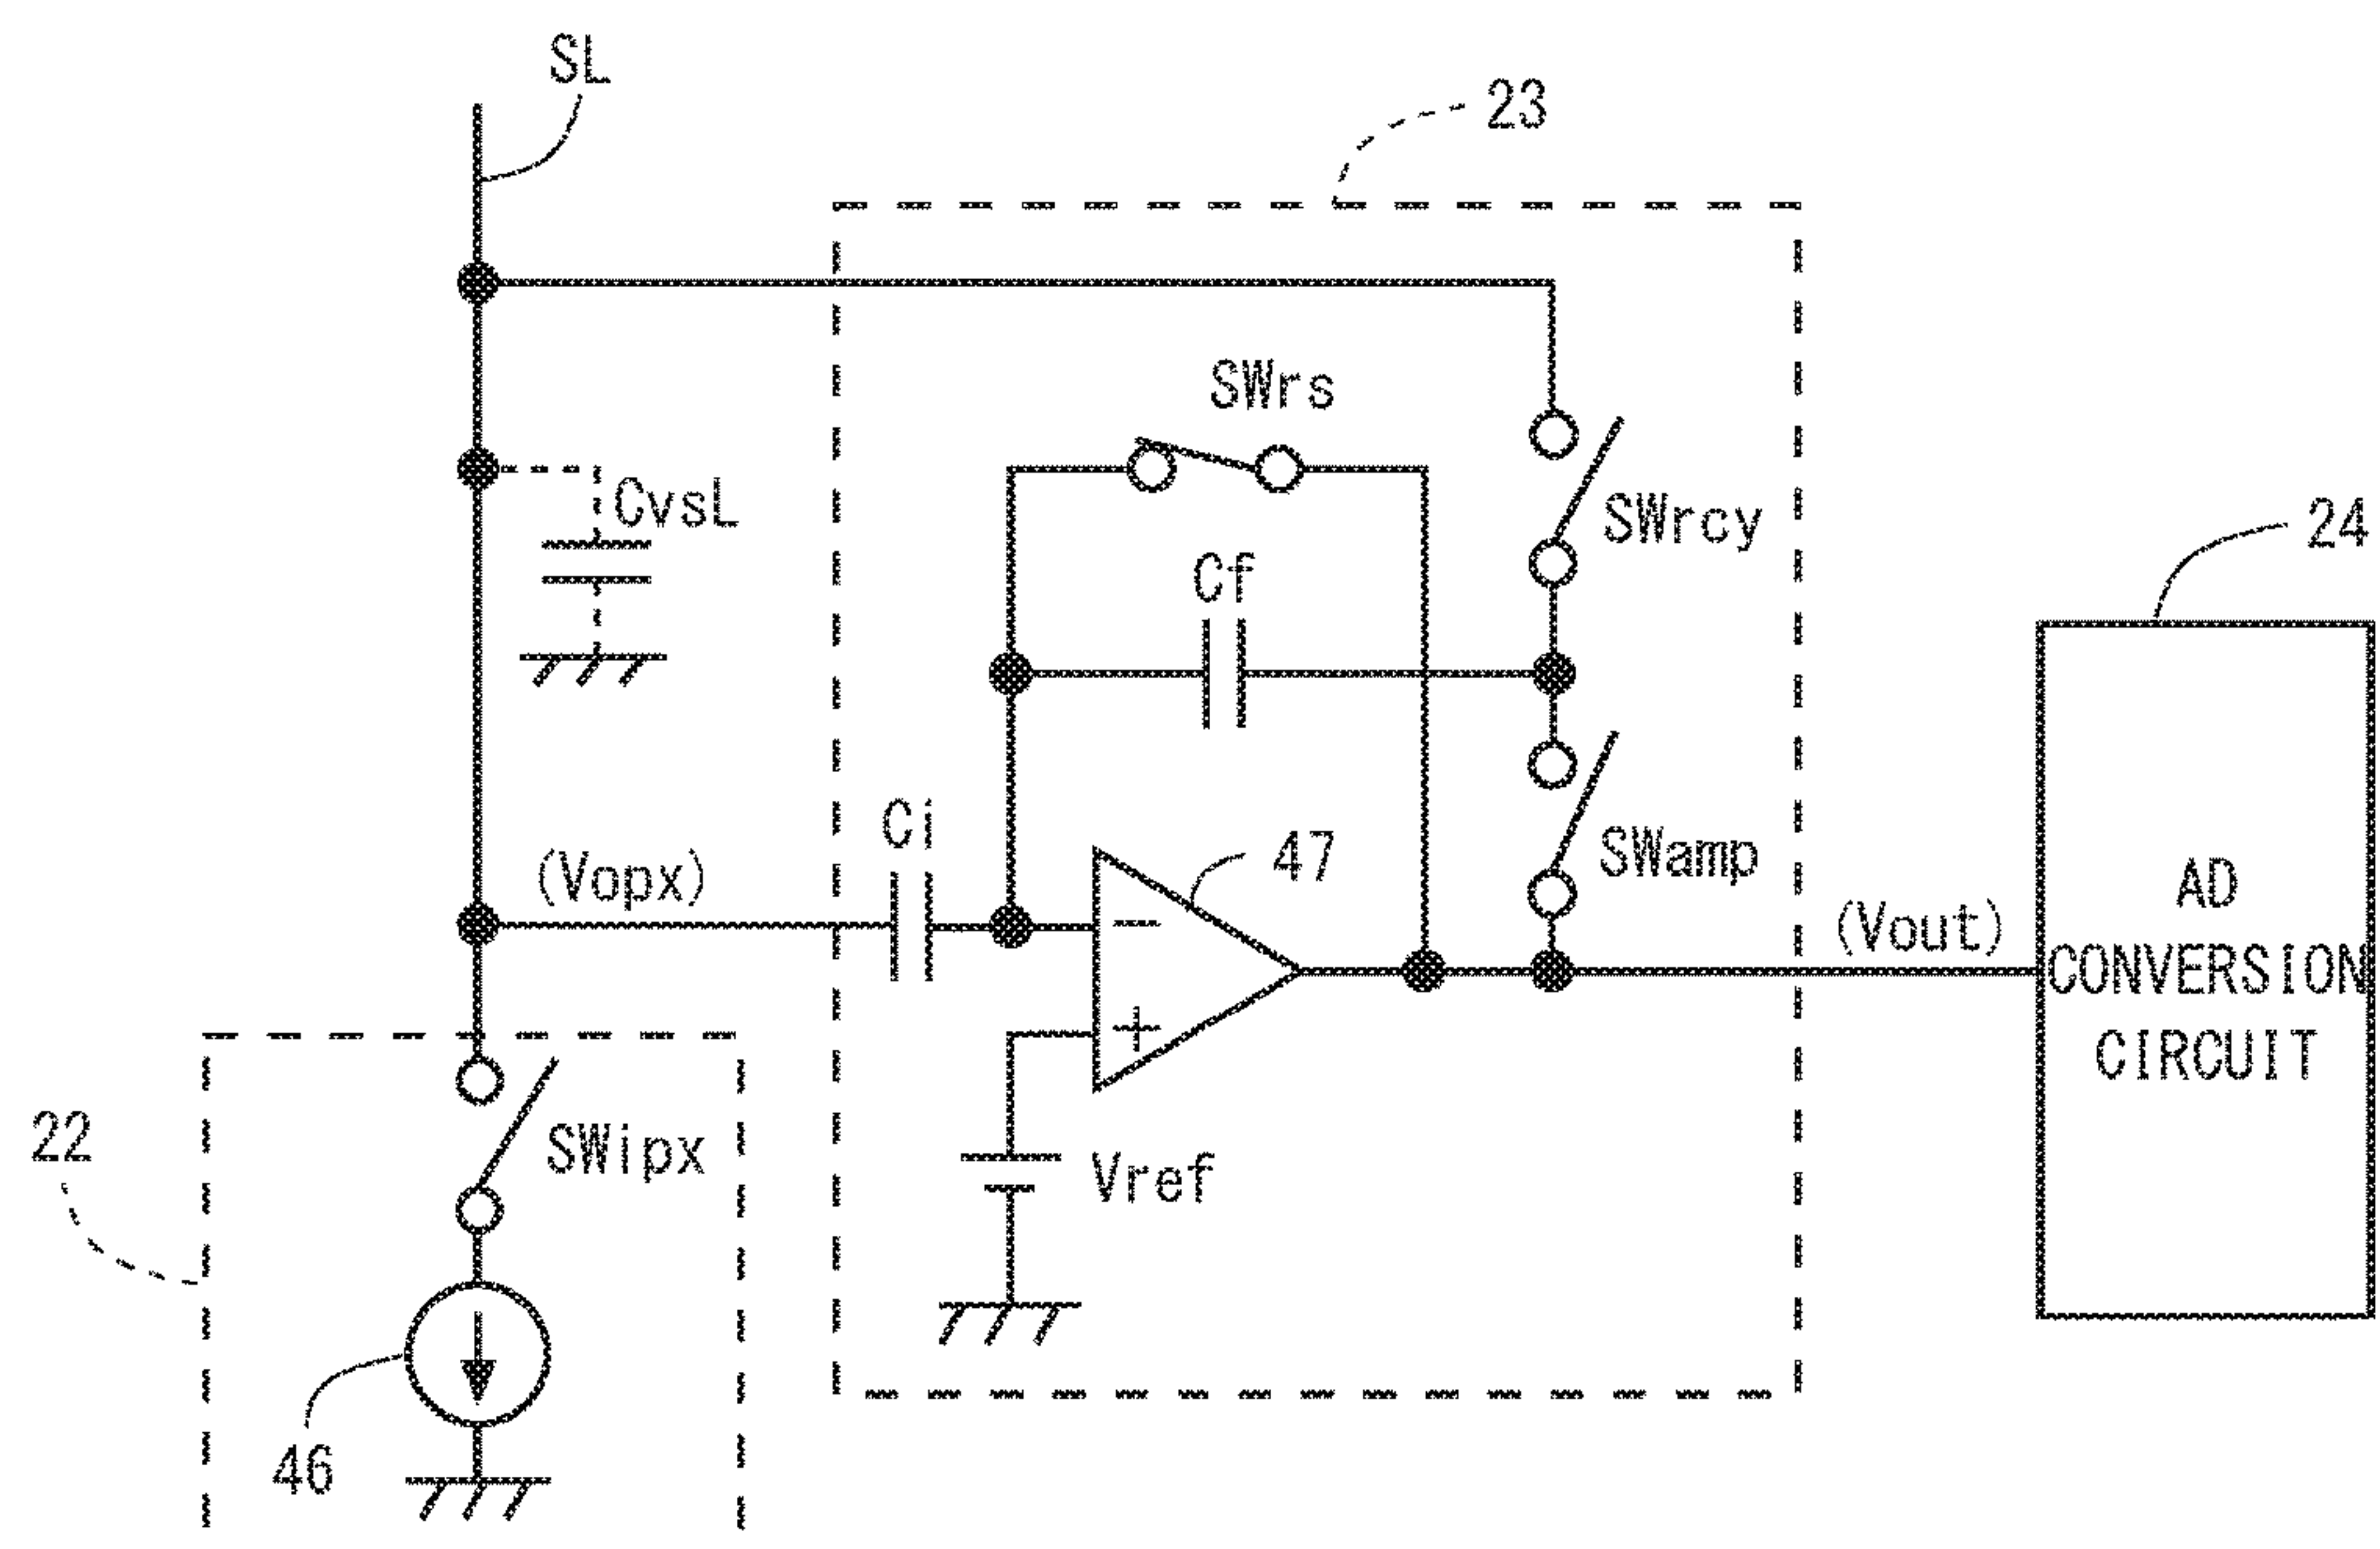 SL
23
SWrs
CvsL
SWrcy
24
Cf
Ci
47
SWamp
(Vopx)
(Vout)
AD
CONVERSION
CIRCUIT
−
+
22
SWipx
Vref
46